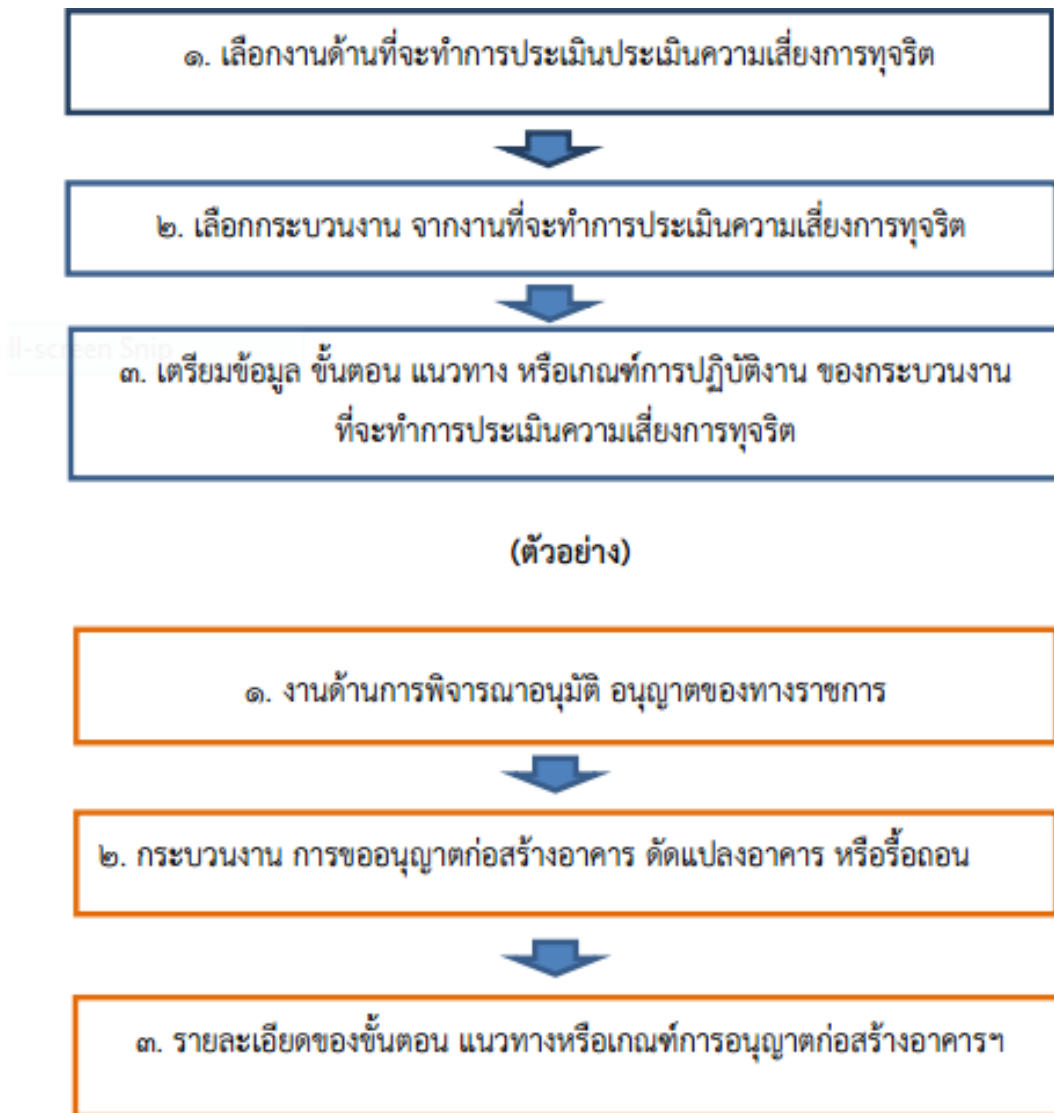 ๑. เลือกงานด้านที่จะทำการประเมินประเมินความเสี่ยงการทุจริต
๒. เลือกกระบวนงาน จากงานที่จะทำการประเมินความเสี่ยงการทุจริต
ll-screen Snip
๓. เตรียมข้อมูล ขั้นตอน แนวทาง หรือเกณฑ์การปฏิบัติงาน ของกระบวนงาน
ที่จะทำการประเมินความเสี่ยงการทุจริต
(ตัวอย่าง)
๑. งานด้านการพิจารณาอนุมัติ อนุญาตของทางราชการ
๒. กระบวนงาน การขออนุญาตก่อสร้างอาคาร ดัดแปลงอาคาร หรือรื้อถอน
๓. รายละเอียดของขั้นตอน แนวทางหรือเกณฑ์การอนุญาตก่อสร้างอาคารฯ